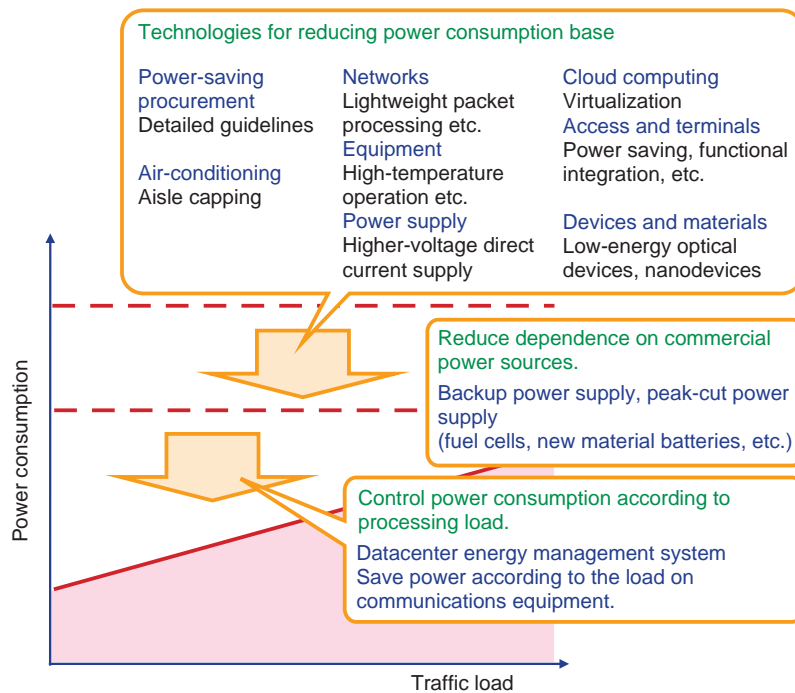 Technologies for reducing power consumption base
Power-saving
procurement
Detailed guidelines
Air-conditioning
Aisle capping
Networks
Lightweight packet
processing etc.
Equipment
High-temperature
operation etc.
Power supply
Higher-voltage direct
current supply
Cloud computing
Virtualization
Access and terminals
Power saving, functional
integration, etc.
Devices and materials
Low-energy optical
devices, nanodevices
Reduce dependence on commercial
power sources.
Backup power supply, peak-cut power
supply
(fuel cells, new material batteries, etc.)
Control power consumption according to
processing load.
Datacenter energy management system
Save power according to the load on
communications equipment.
Power consumption
Traffic load